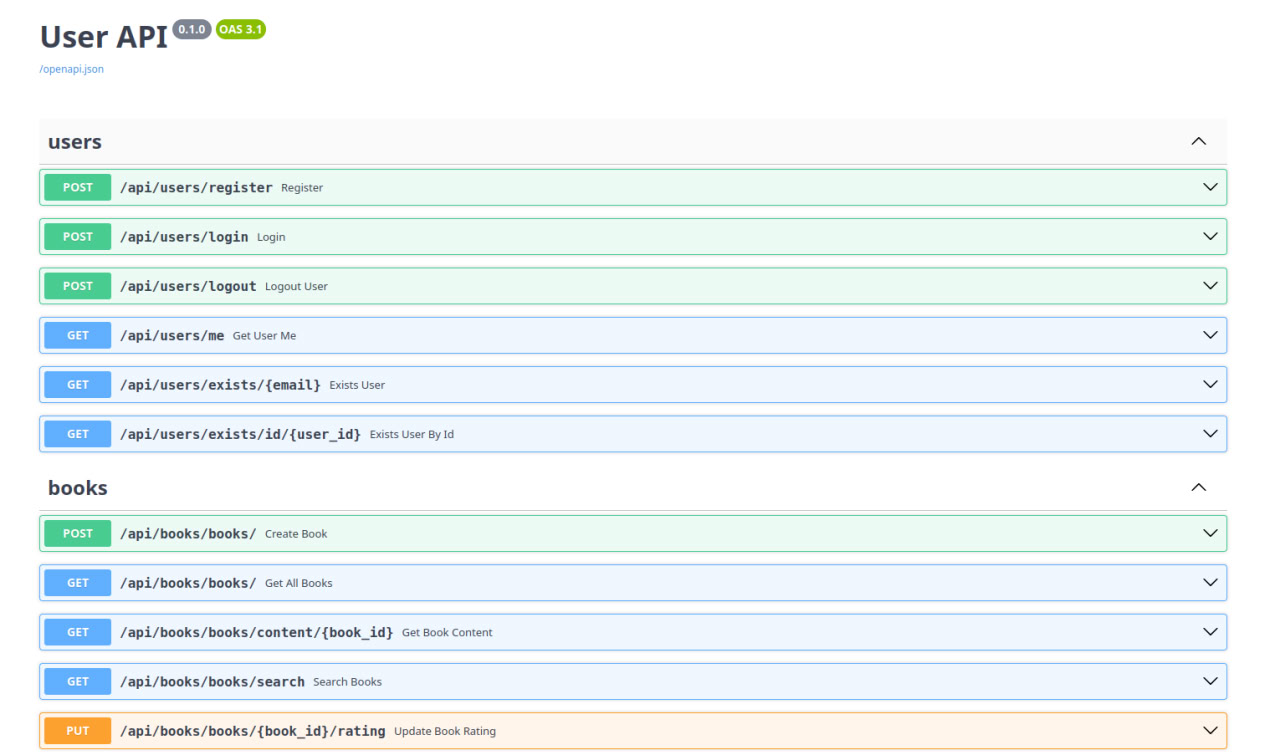 User API 0.1.0 OAS 3.1
/openapi.json
users
POST /api/users/register Register
POST /api/users/login Login
POST /api/users/logout Logout User
GET /api/users/me Get User Me
GET /api/users/exists/{email} Exists User
GET /api/users/exists/id/{user_id} Exists User By Id
books
POST /api/books/books/ Create Book
GET /api/books/books/ Get All Books
GET /api/books/books/content/{book_id} Get Book Content
GET /api/books/books/search Search Books
PUT /api/books/books/{book_id}/rating Update Book Rating